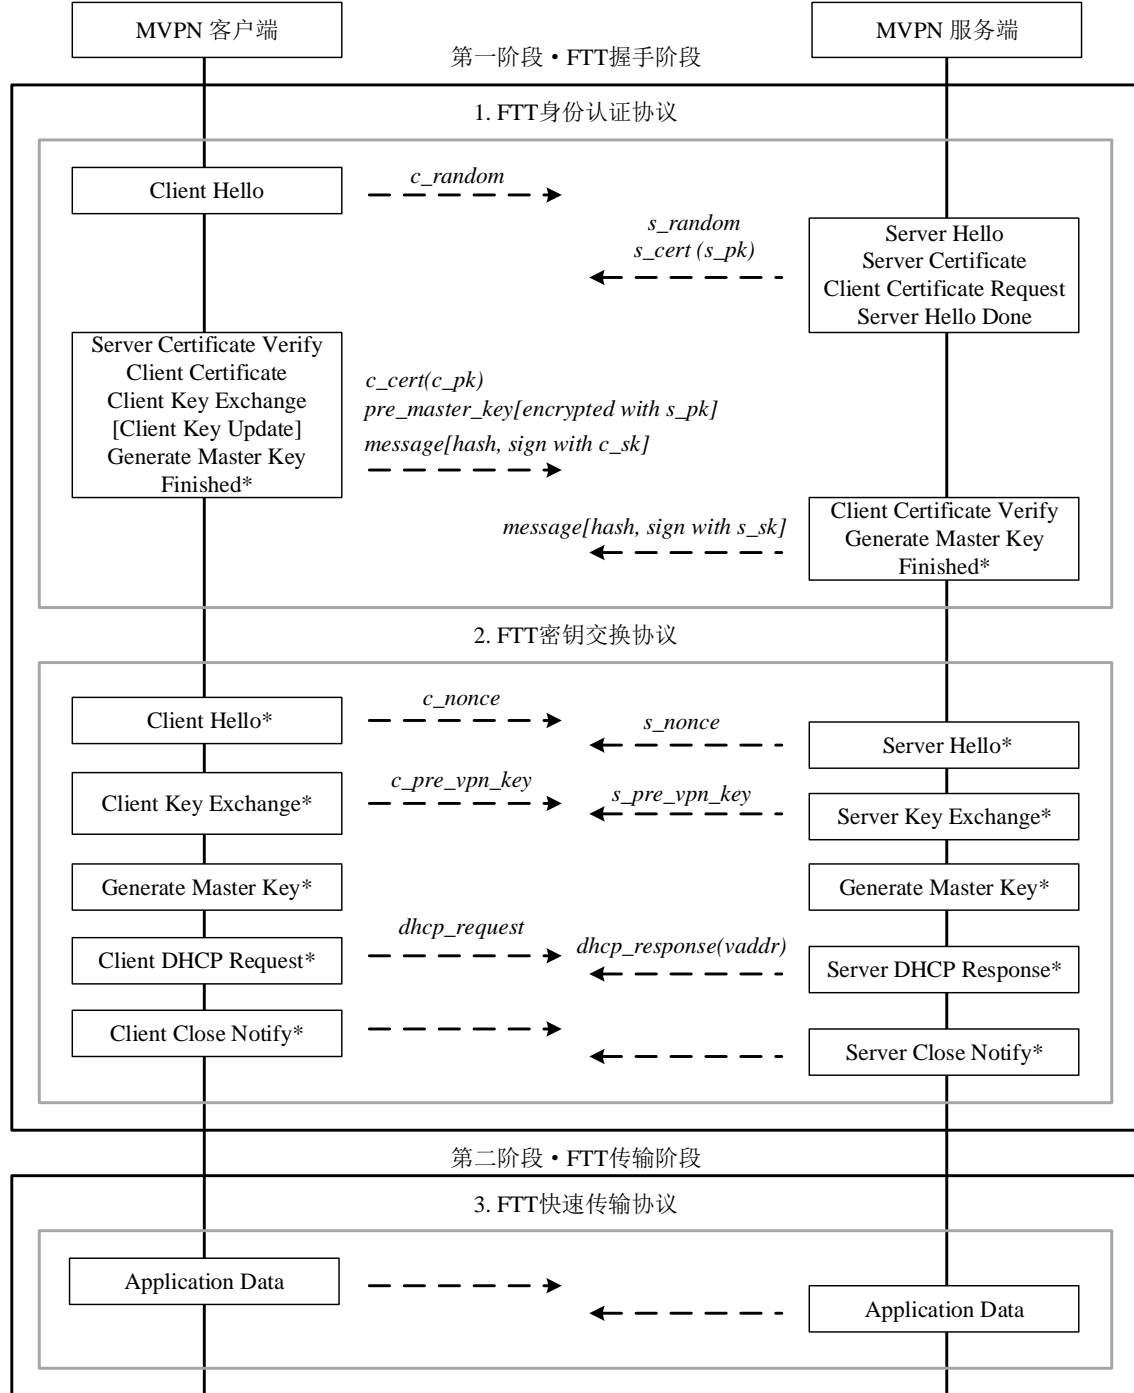 MVPN 客户端
MVPN 服务端
第一阶段·FTT握手阶段
1. FTT身份认证协议
Client Hello
c_random
s_random
s_cert (s_pk)
Server Hello
Server Certificate
Client Certificate Request
Server Hello Done
Server Certificate Verify
Client Certificate
Client Key Exchange
[Client Key Update]
Generate Master Key
Finished*
c_cert(c_pk)
pre_master_key[encrypted with s_pk]
message[hash, sign with c_sk]
message[hash, sign with s_sk]
Client Certificate Verify
Generate Master Key
Finished*
2. FTT密钥交换协议
Client Hello*
c_nonce
s_nonce
Server Hello*
Client Key Exchange*
c_pre_vpn_key
s_pre_vpn_key
Server Key Exchange*
Generate Master Key*
Generate Master Key*
Client DHCP Request*
dhcp_request
dhcp_response(vaddr)
Server DHCP Response*
Client Close Notify*
Server Close Notify*
第二阶段·FTT传输阶段
3. FTT快速传输协议
Application Data
Application Data